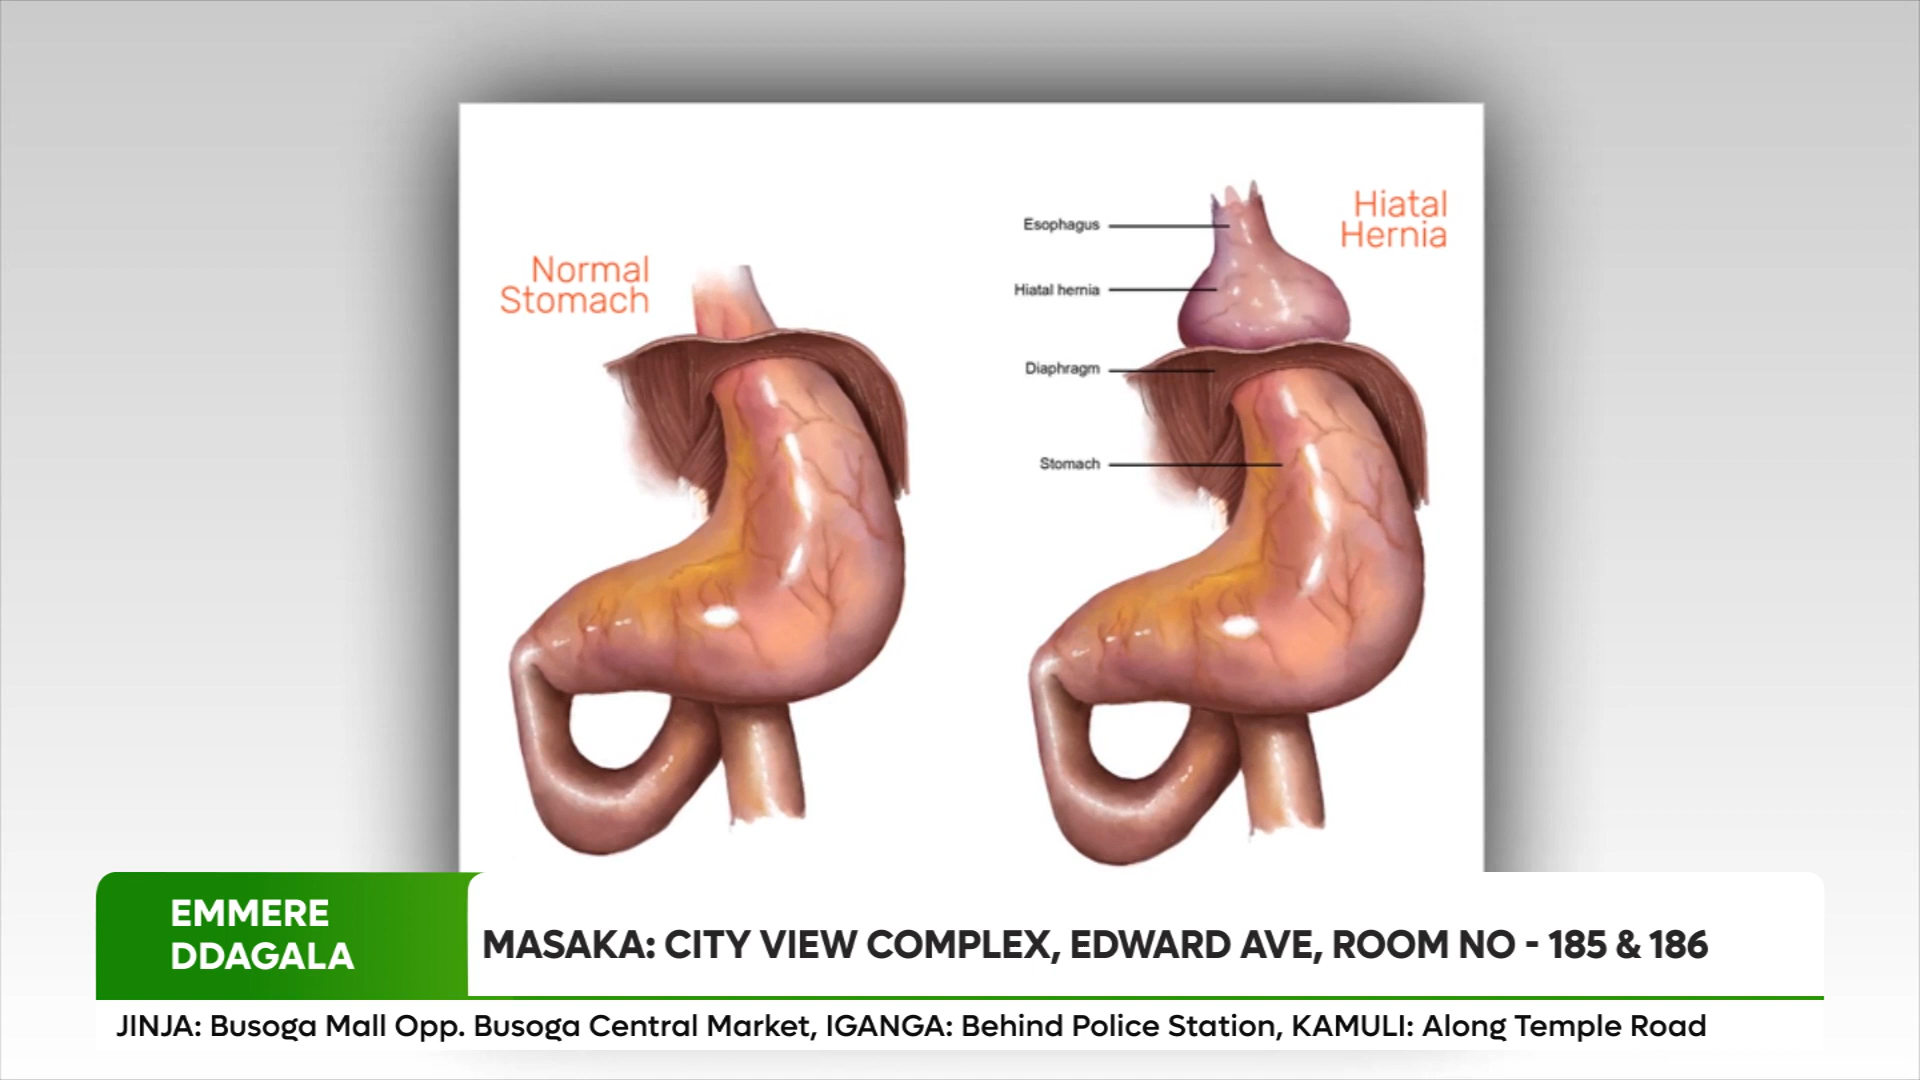 Normal
Stomach
Hiatal
Hernia
Esophagus
Hiatal hernia
Diaphragm
Stomach
EMMERE
DDAGALA
MASAKA: CITY VIEW COMPLEX, EDWARD AVE, ROOM NO - 185 & 186
JINJA: Busoga Mall Opp. Busoga Central Market, IGANGA: Behind Police Station, KAMULI: Along Temple Road